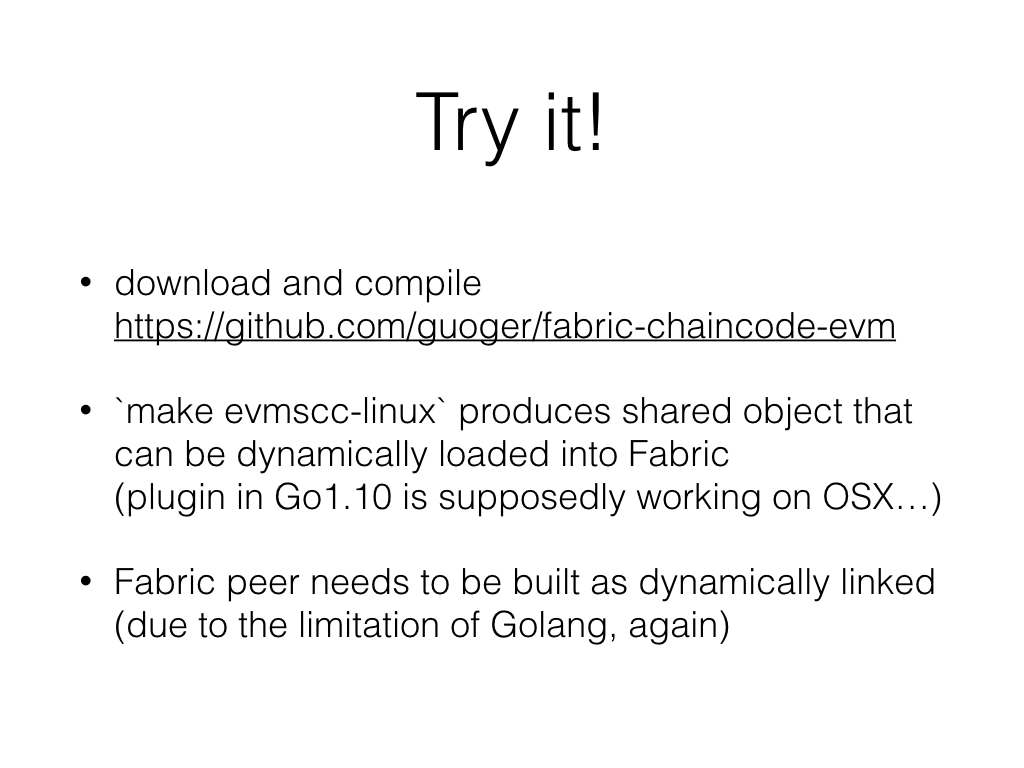 Try it!
• download and compile
https://github.com/guoger/fabric-chaincode-evm
• `make evmscc-linux` produces shared object that
can be dynamically loaded into Fabric
(plugin in Go1.10 is supposedly working on OSX…)
• Fabric peer needs to be built as dynamically linked
(due to the limitation of Golang, again)